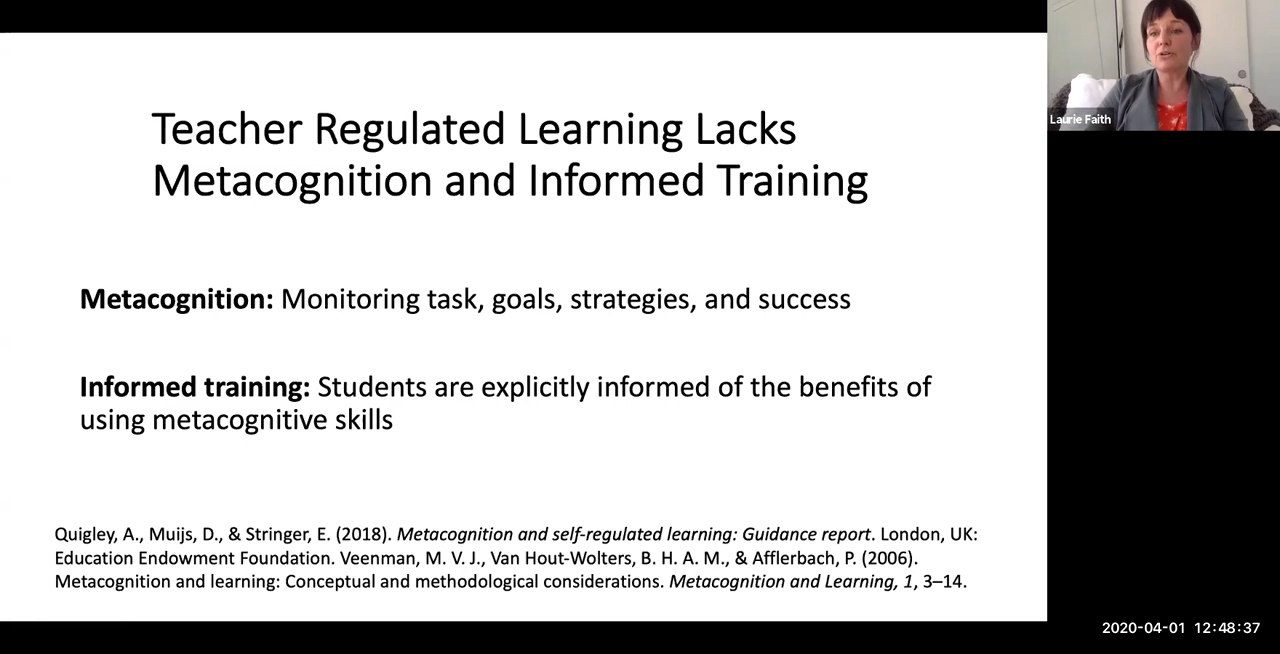 Teacher Regulated Learning Lacks
Metacognition and Informed Training
Metacognition: Monitoring task, goals, strategies, and success
Informed training: Students are explicitly informed of the benefits of
using metacognitive skills
Quigley, A., Muijs, D., & Stringer, E. (2018). Metacognition and self-regulated learning: Guidance report. London, UK:
Education Endowment Foundation. Veenman, M. V. J., Van Hout-Wolters, B. H. A. M., & Afflerbach, P. (2006).
Metacognition and learning: Conceptual and methodological considerations. Metacognition and Learning, 1, 3–14.
Laurie Faith
2020-04-01 12:48:37